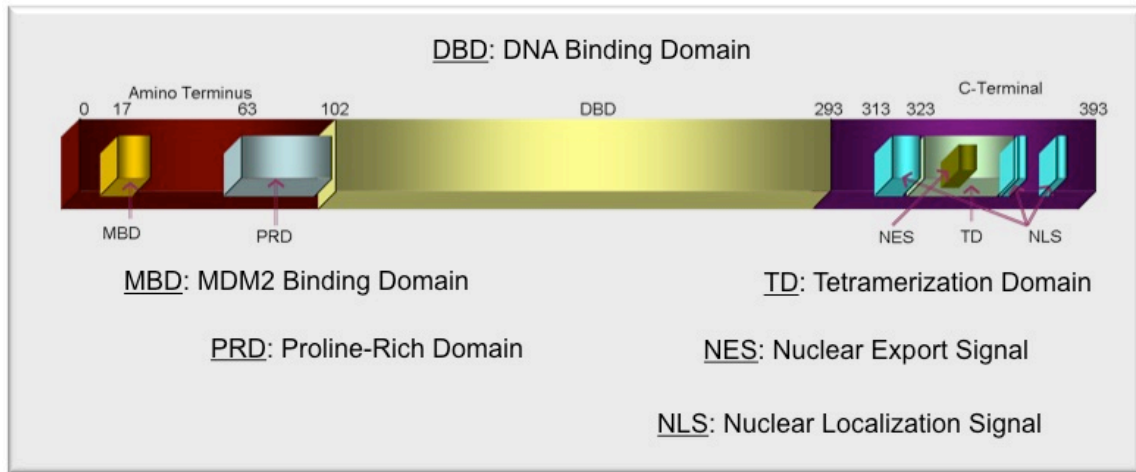 DBD: DNA Binding Domain
Amino Terminus
C-Terminal
0 17 63 102 DBD 293 313 323 393
MBD PRD NES TD NLS
MBD: MDM2 Binding Domain
TD: Tetramerization Domain
PRD: Proline-Rich Domain
NES: Nuclear Export Signal
NLS: Nuclear Localization Signal